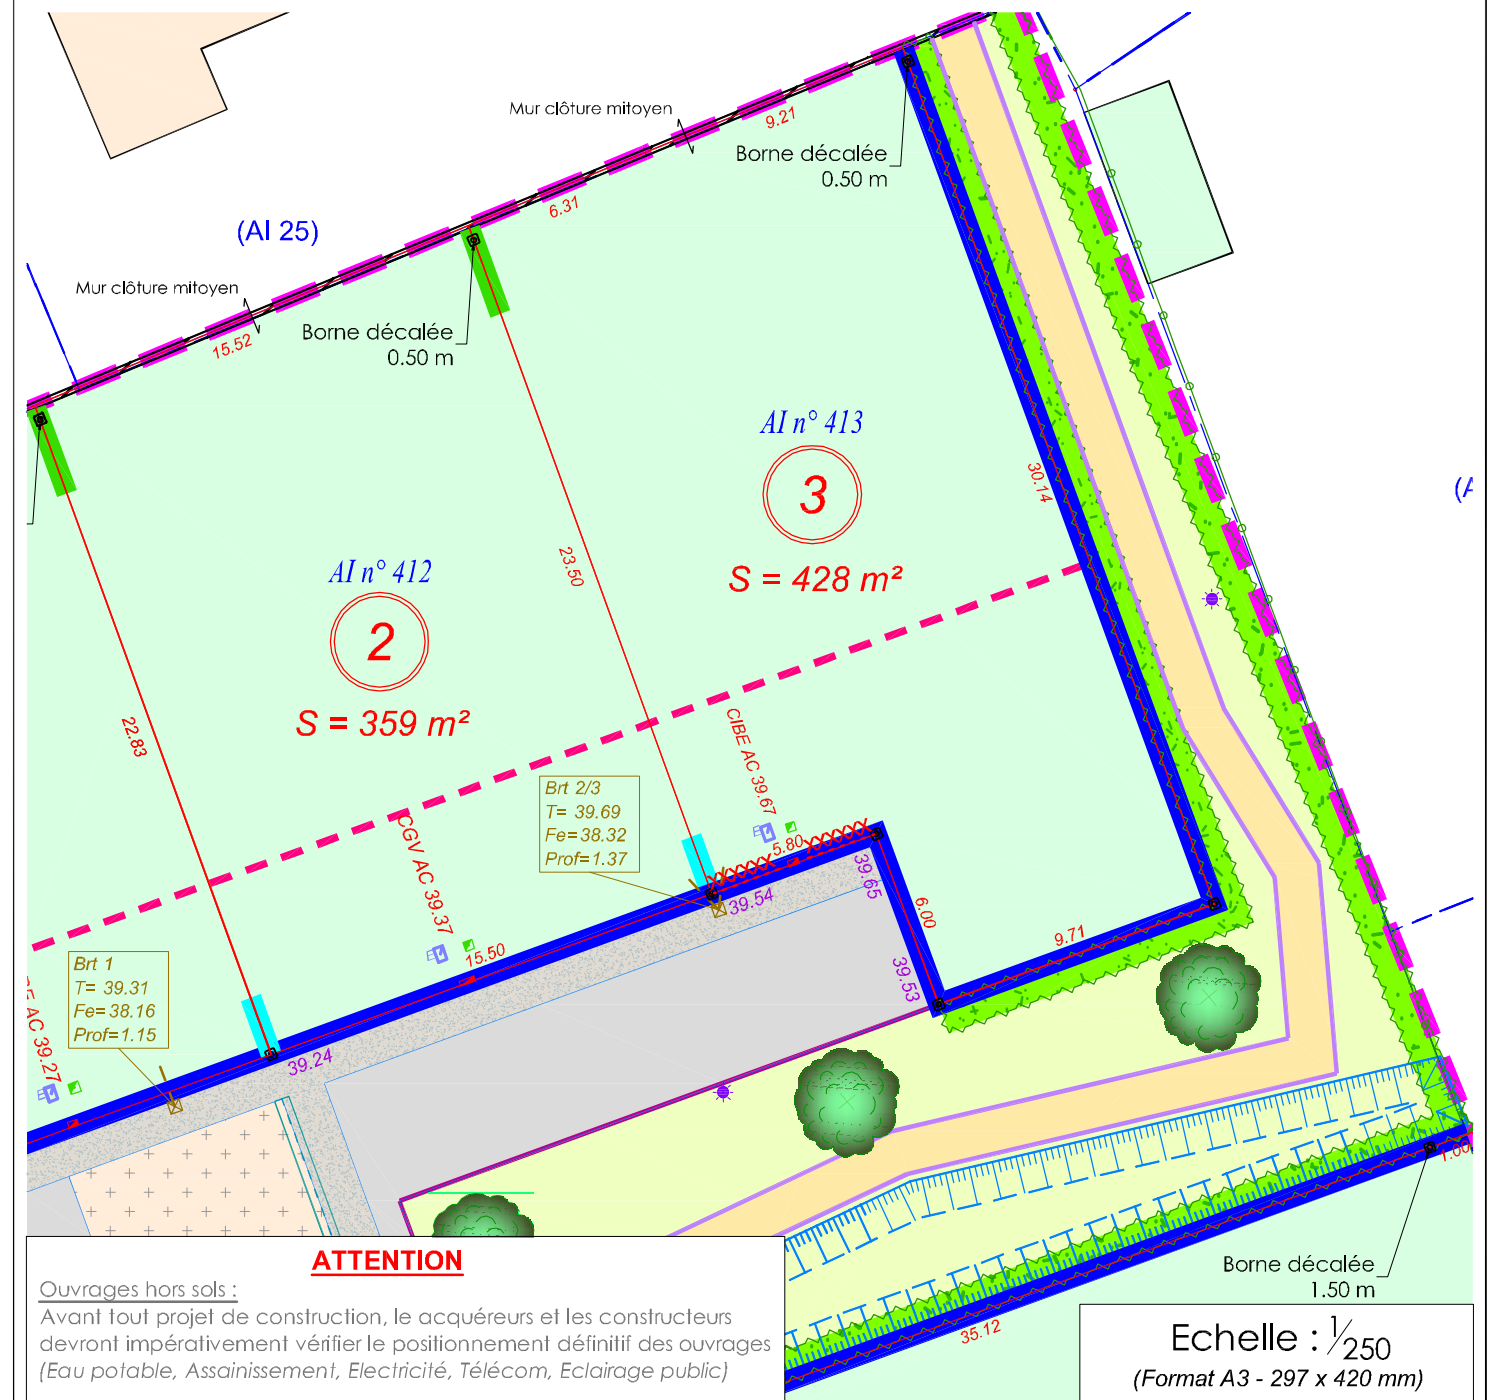 Mur clôture mitoyen
9.21
Borne décalée
0.50 m
6.31
(AI 25)
Mur clôture mitoyen
15.52
Borne décalée
0.50 m
AI n° 413
3
S = 428 m²
30.14
(A
23.50
AI n° 412
2
S = 359 m²
22.83
CIBE AC 39.67
Brt 2/3
T= 39.69
Fe=38.32
Prof=1.37
CGV AC 39.37
5.80
39.65
39.54
6.00
9.71
15.50
39.53
Brt 1
T= 39.31
Fe=38.16
Prof=1.15
39.24
BE AC 39.27
1.00
Borne décalée
1.50 m
35.12
ATTENTION
Ouvrages hors sols :
Avant tout projet de construction, le acquéreurs et les constructeurs
devront impérativement vérifier le positionnement définitif des ouvrages
(Eau potable, Assainissement, Electricité, Télécom, Eclairage public)
Echelle : 1/250
(Format A3 - 297 x 420 mm)